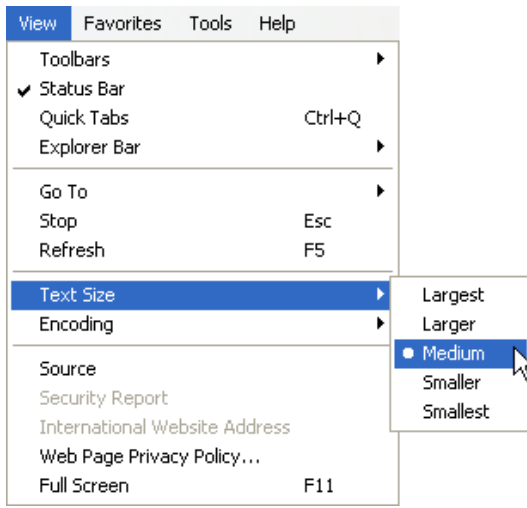 View Favorites Tools Help
Toolbars
Status Bar
Quick Tabs Ctrl+Q
Explorer Bar
Go To
Stop Esc
Refresh F5
Text Size
Encoding
Source
Security Report
International Website Address
Web Page Privacy Policy...
Full Screen F11
Largest
Larger
Medium
Smaller
Smallest